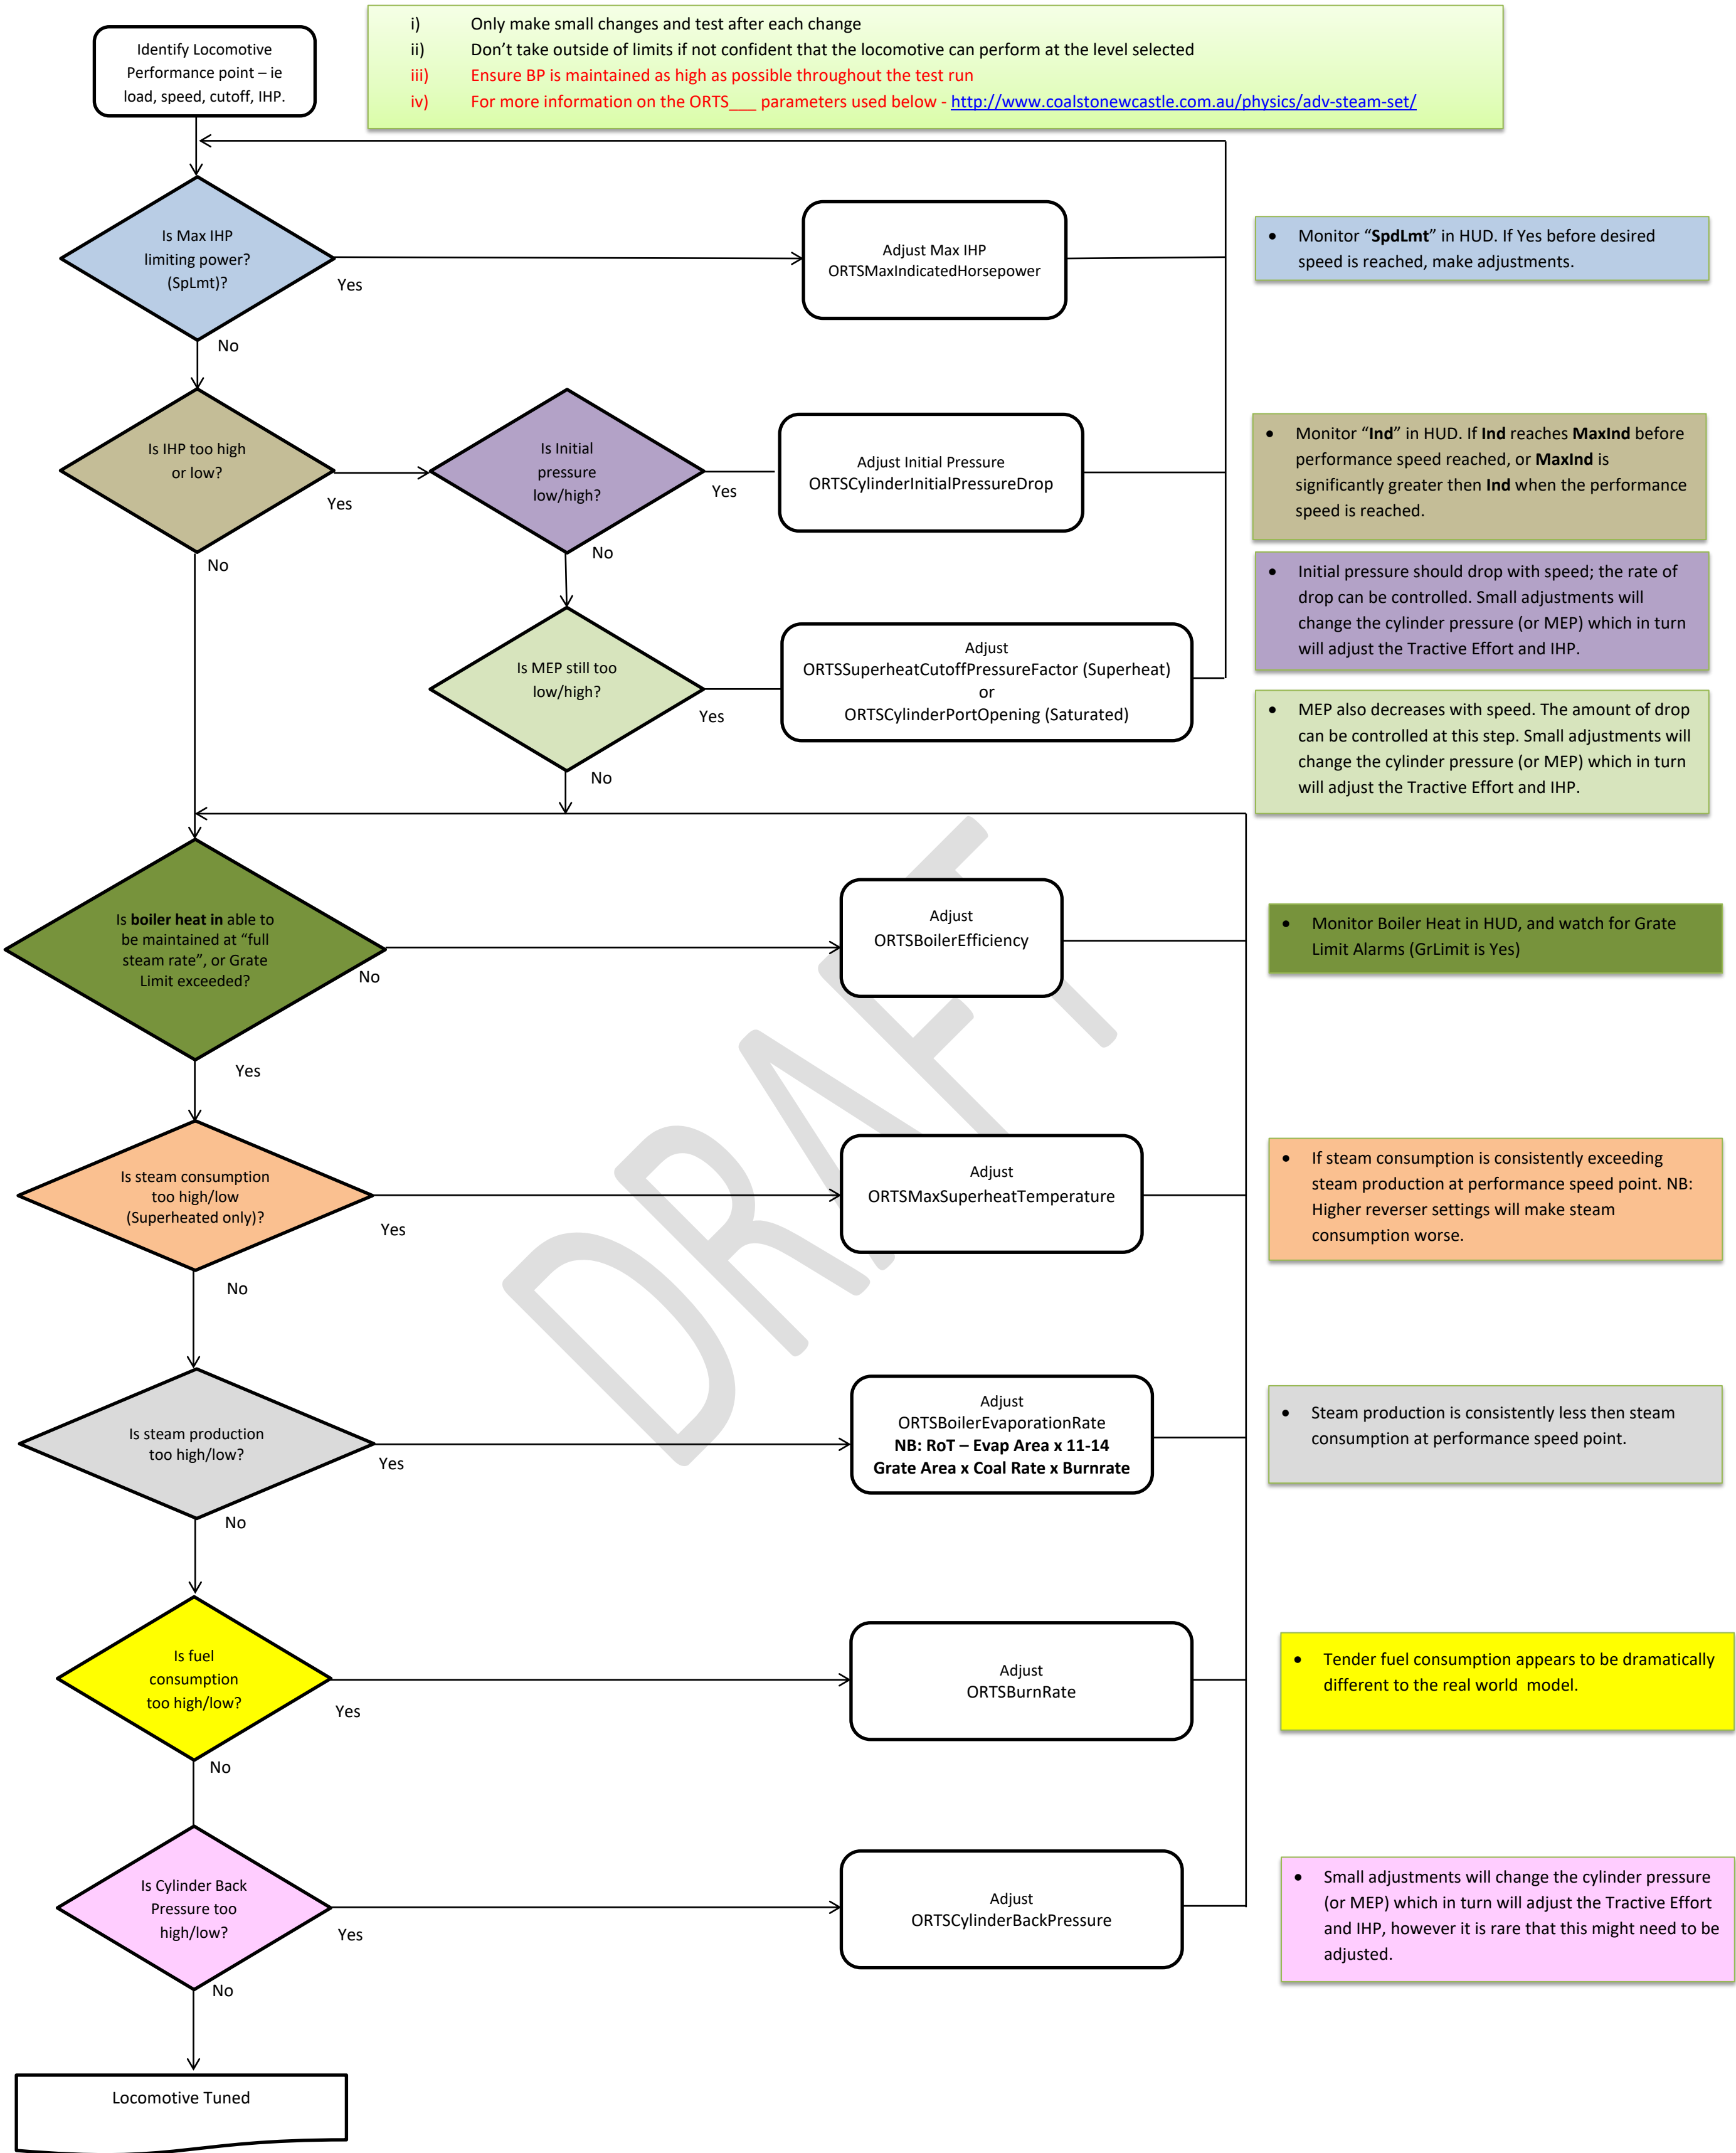 i) Only make small changes and test after each change
ii) Don’t take outside of limits if not confident that the locomotive can perform at the level selected
iii) Ensure BP is maintained as high as possible throughout the test run
iv) For more information on the ORTS___ parameters used below - http://www.coalstonewcastle.com.au/physics/adv-steam-set/
Identify Locomotive
Performance point – ie
load, speed, cutoff, IHP.
Is Max IHP
limiting power?
(SpLmt)?
Yes
No
Adjust Max IHP
ORTSMaxIndicatedHorsepower
• Monitor “SpdLmt” in HUD. If Yes before desired
speed is reached, make adjustments.
Is IHP too high
or low?
Yes
No
Is Initial
pressure
low/high?
Yes
No
Adjust Initial Pressure
ORTSCylinderInitialPressureDrop
• Monitor “Ind” in HUD. If Ind reaches MaxInd before
performance speed reached, or MaxInd is
significantly greater then Ind when the performance
speed is reached.
• Initial pressure should drop with speed; the rate of
drop can be controlled. Small adjustments will
change the cylinder pressure (or MEP) which in turn
will adjust the Tractive Effort and IHP.
Is MEP still too
low/high?
Yes
No
Adjust
ORTSSuperheatCutoffPressureFactor (Superheat)
or
ORTSCylinderPortOpening (Saturated)
• MEP also decreases with speed. The amount of drop
can be controlled at this step. Small adjustments will
change the cylinder pressure (or MEP) which in turn
will adjust the Tractive Effort and IHP.
Is boiler heat in able to
be maintained at “full
steam rate”, or Grate
Limit exceeded?
No
Yes
Adjust
ORTSBoilerEfficiency
• Monitor Boiler Heat in HUD, and watch for Grate
Limit Alarms (GrLimit is Yes)
DRAFT
Is steam consumption
too high/low
(Superheated only)?
Yes
No
Adjust
ORTSMaxSuperheatTemperature
• If steam consumption is consistently exceeding
steam production at performance speed point. NB:
Higher reverser settings will make steam
consumption worse.
Is steam production
too high/low?
Yes
No
Adjust
ORTSBoilerEvaporationRate
NB: RoT – Evap Area x 11-14
Grate Area x Coal Rate x Burnrate
• Steam production is consistently less then steam
consumption at performance speed point.
Is fuel
consumption
too high/low?
Yes
No
Adjust
ORTSBurnRate
• Tender fuel consumption appears to be dramatically
different to the real world model.
Is Cylinder Back
Pressure too
high/low?
Yes
No
Adjust
ORTSCylinderBackPressure
• Small adjustments will change the cylinder pressure
(or MEP) which in turn will adjust the Tractive Effort
and IHP, however it is rare that this might need to be
adjusted.
Locomotive Tuned